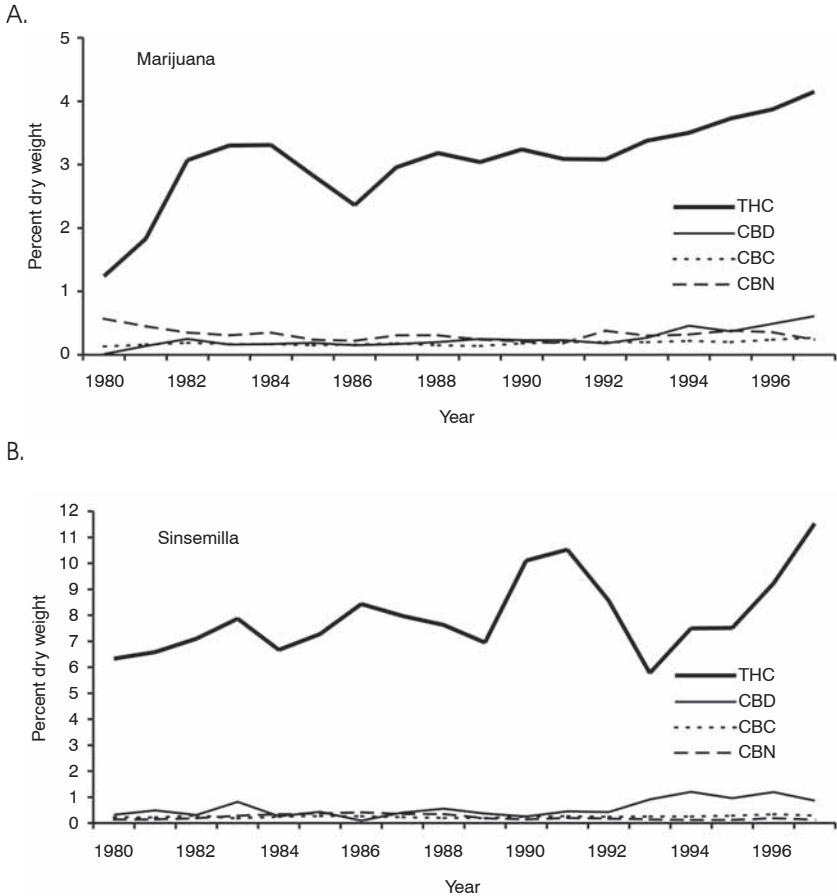 A.
5
Marijuana
4
3
Percent dry weight
THC
2
CBD
CBC
CBN
1
0
1980 1982 1984 1986 1988 1990 1992 1994 1996
Year
B.
12
Sinsemilla
11
10
9
8
7
Percent dry weight
6
THC
5
CBD
4
CBC
3
CBN
2
1
0
1980 1982 1984 1986 1988 1990 1992 1994 1996
Year